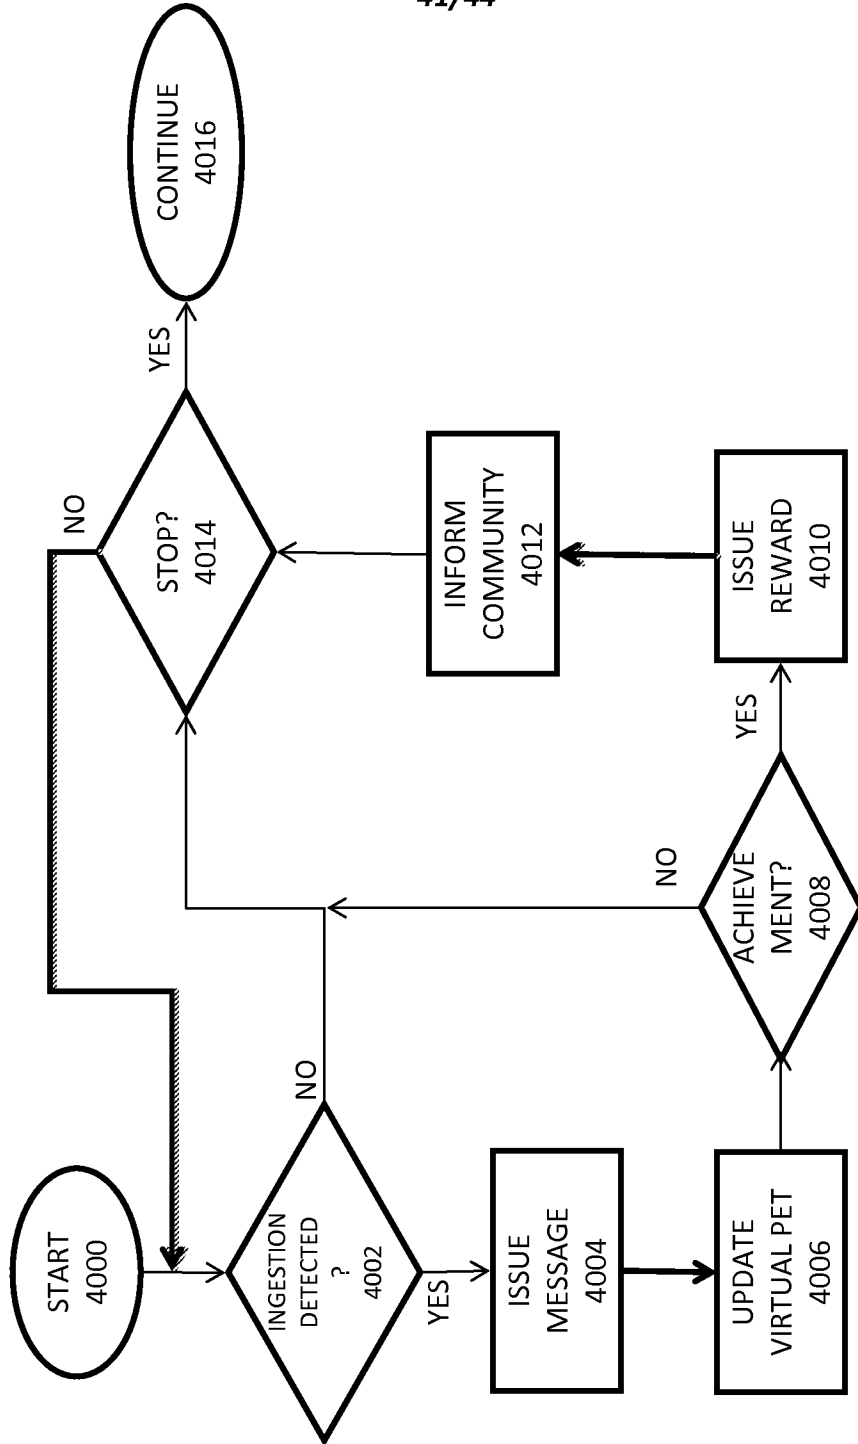 41/44
START
4000
INGESTION
DETECTED
?
4002
NO
YES
ISSUE
MESSAGE
4004
UPDATE
VIRTUAL PET
4006
ACHIEVE
MENT?
4008
NO
YES
ISSUE
REWARD
4010
INFORM
COMMUNITY
4012
STOP?
4014
NO
YES
CONTINUE
4016